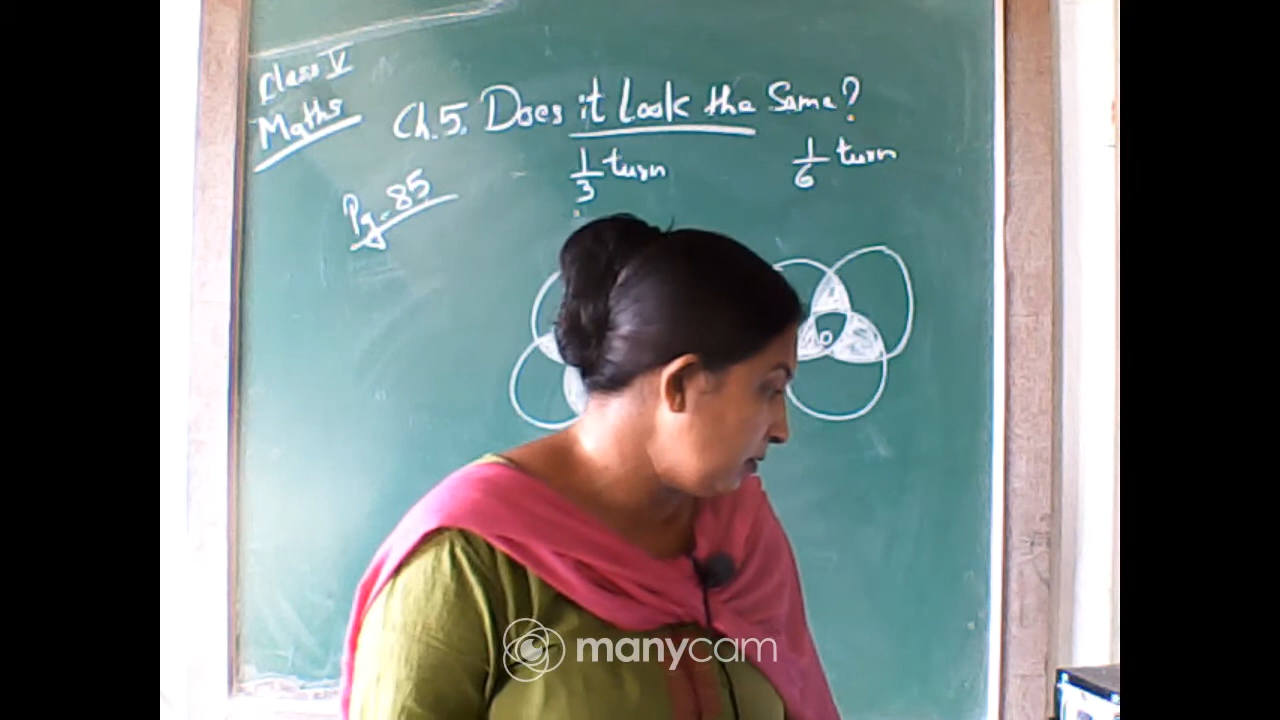 Class V
Maths
Ch.5. Does it Look the Same?
Pg-85
1/3 turn
1/6 turn
manycam